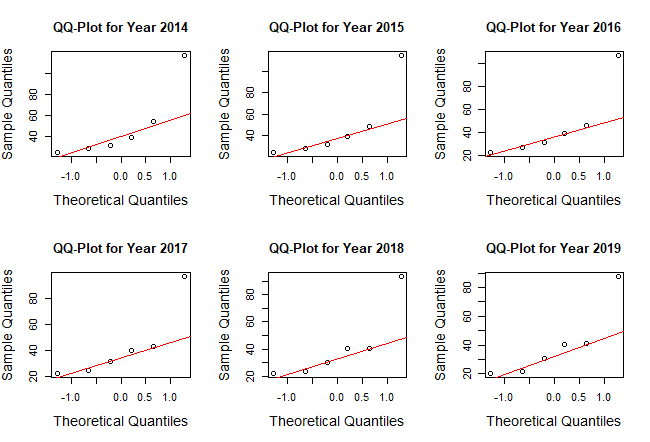 QQ-Plot for Year 2014 QQ-Plot for Year 2015 QQ-Plot for Year 2016
Sample Quantiles Sample Quantiles Sample Quantiles
80 80 80
60 60 60
40 40 40
20
-1.0 0.0 0.5 1.0 -1.0 0.0 0.5 1.0 -1.0 0.0 0.5 1.0
Theoretical Quantiles Theoretical Quantiles Theoretical Quantiles
QQ-Plot for Year 2017 QQ-Plot for Year 2018 QQ-Plot for Year 2019
Sample Quantiles Sample Quantiles Sample Quantiles
80 80 80
60 60 60
40 40 40
20 20 20
-1.0 0.0 0.5 1.0 -1.0 0.0 0.5 1.0 -1.0 0.0 0.5 1.0
Theoretical Quantiles Theoretical Quantiles Theoretical Quantiles